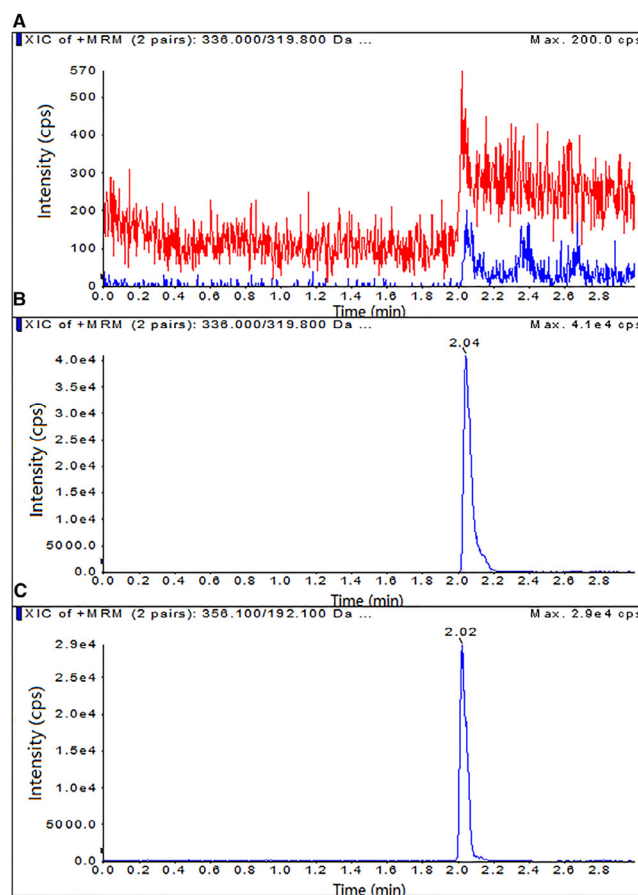 A
XIC of +MRM (2 pairs): 336.000/319.800 Da ... Max. 200.0 cps
570
500
400
300
200
100
0
Intensity (cps)
0.0 0.2 0.4 0.6 0.8 1.0 1.2 1.4 1.6 1.8 2.0 2.2 2.4 2.6 2.8
Time (min)
B
XIC of +MRM (2 pairs): 336.000/319.800 Da ... Max. 4.1e4 cps
2.04
4.0e4
3.5e4
3.0e4
2.5e4
2.0e4
1.5e4
1.0e4
5000.0
0.0
Intensity (cps)
0.0 0.2 0.4 0.6 0.8 1.0 1.2 1.4 1.6 1.8 2.0 2.2 2.4 2.6 2.8
Time (min)
C
XIC of +MRM (2 pairs): 356.100/192.100 Da ... Max. 2.9e4 cps
2.02
2.9e4
2.5e4
2.0e4
1.5e4
1.0e4
5000.0
0.0
Intensity (cps)
0.0 0.2 0.4 0.6 0.8 1.0 1.2 1.4 1.6 1.8 2.0 2.2 2.4 2.6 2.8
Time (min)